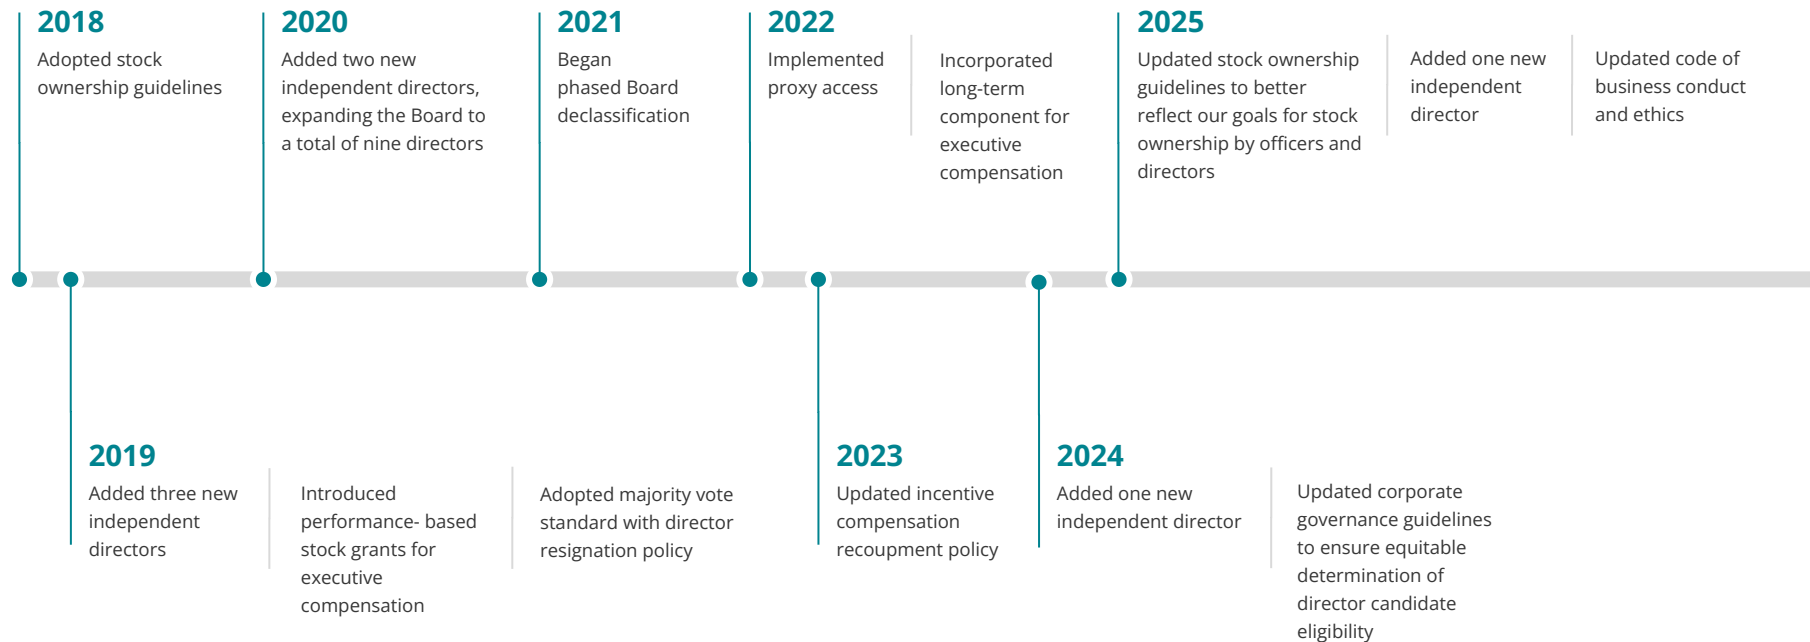 2018
Adopted stock
ownership guidelines
2020
Added two new
independent directors,
expanding the Board to
a total of nine directors
2021
Began
phased Board
declassification
2022
Implemented
proxy access
Incorporated
long-term
component for
executive
compensation
2025
Updated stock ownership
guidelines to better
reflect our goals for stock
ownership by officers and
directors
Added one new
independent
director
Updated code of
business conduct
and ethics
2019
Added three new
independent
directors
Introduced
performance- based
stock grants for
executive
compensation
Adopted majority vote
standard with director
resignation policy
2023
Updated incentive
compensation
recoupment policy
2024
Added one new
independent director
Updated corporate
governance guidelines
to ensure equitable
determination of
director candidate
eligibility